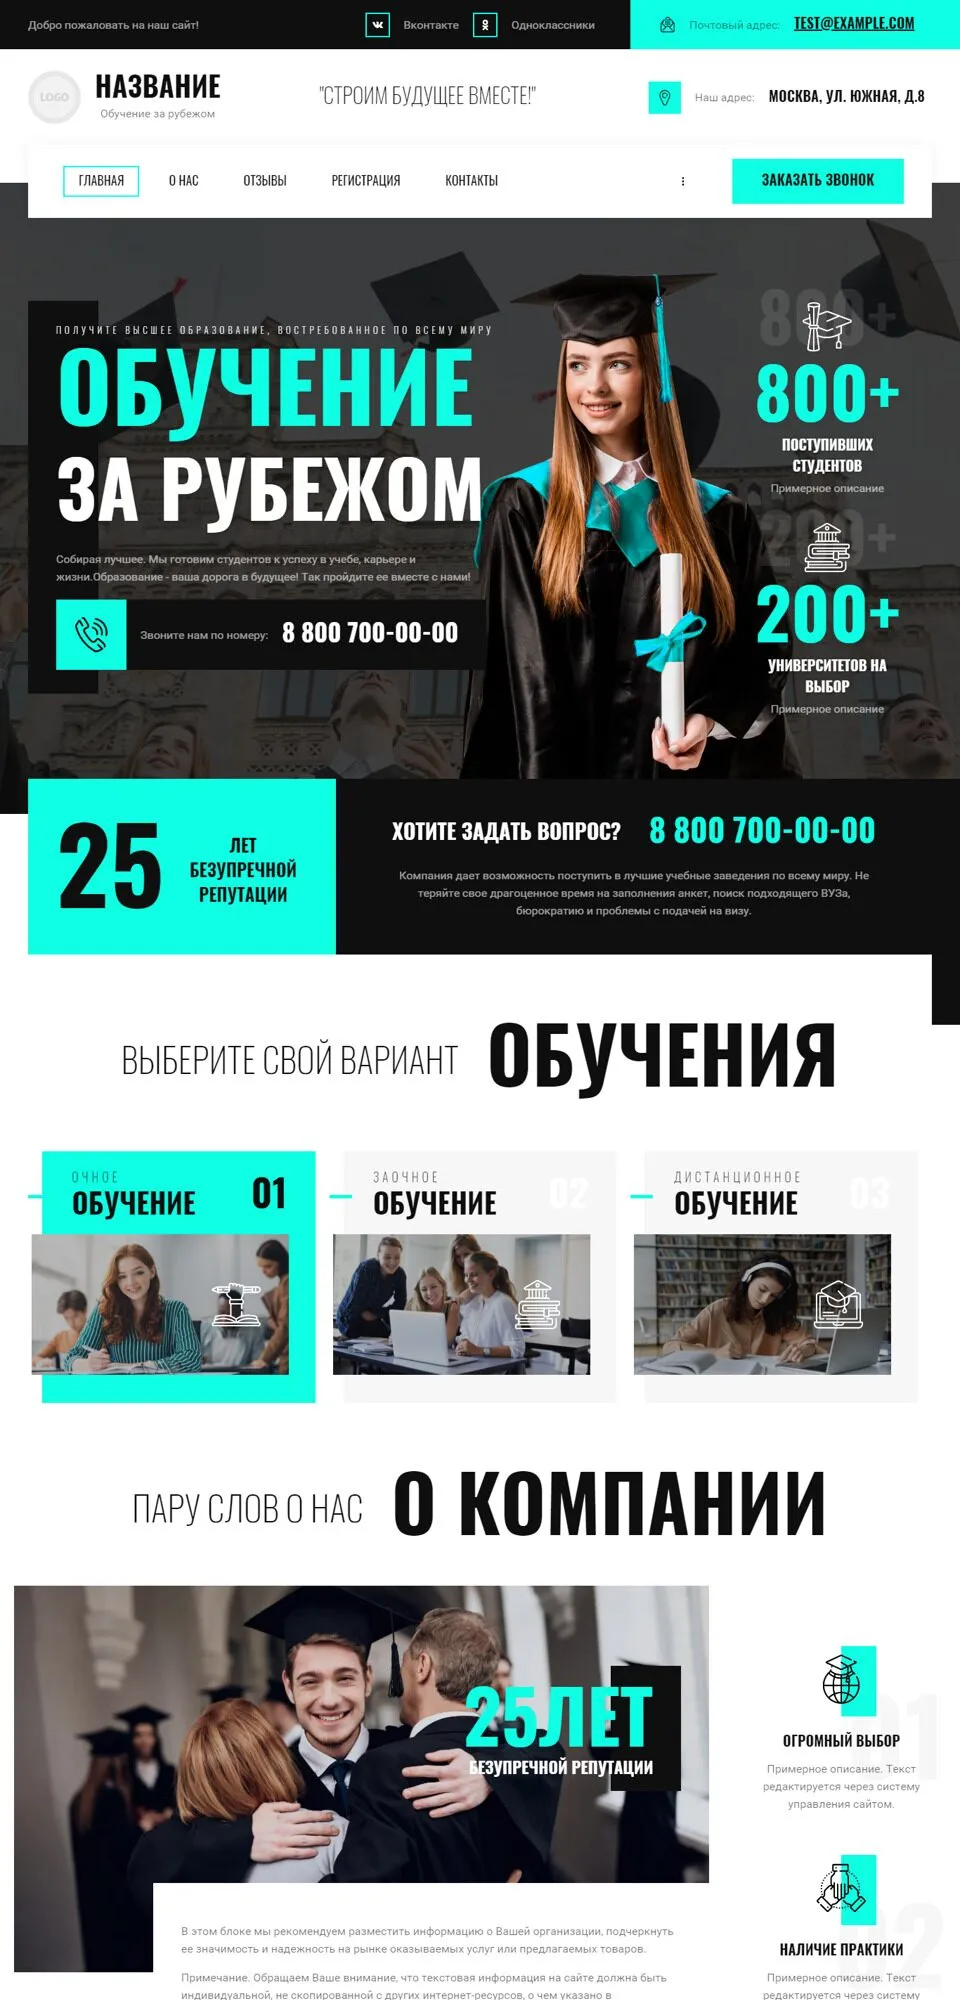 Добро пожаловать на наш сайт!
Вконтакте
Одноклассники
Почтовый адрес:
TEST@EXAMPLE.COM
LOGO
НАЗВАНИЕ
Обучение за рубежом
"СТРОИМ БУДУЩЕЕ ВМЕСТЕ!"
Наш адрес:
МОСКВА, УЛ. ЮЖНАЯ, Д.8
ГЛАВНАЯ
О НАС
ОТЗЫВЫ
РЕГИСТРАЦИЯ
КОНТАКТЫ
ЗАКАЗАТЬ ЗВОНОК
ПОЛУЧИТЕ ВЫСШЕЕ ОБРАЗОВАНИЕ, ВОСТРЕБОВАННОЕ ПО ВСЕМУ МИРУ
ОБУЧЕНИЕ
ЗА РУБЕЖОМ
Собирая лучшее. Мы готовим студентов к успеху в учебе, карьере и
жизни.Образование - ваша дорога в будущее! Так пройдите ее вместе с нами!
Звоните нам по номеру:
8 800 700-00-00
800+
800+
ПОСТУПИВШИХ
СТУДЕНТОВ
Примерное описание
200+
200+
УНИВЕРСИТЕТОВ НА
ВЫБОР
Примерное описание
25
ЛЕТ
БЕЗУПРЕЧНОЙ
РЕПУТАЦИИ
ХОТИТЕ ЗАДАТЬ ВОПРОС?
8 800 700-00-00
Компания дает возможность поступить в лучшие учебные заведения по всему миру. Не
теряйте свое драгоценное время на заполнения анкет, поиск подходящего ВУЗа,
бюрократию и проблемы с подачей на визу.
ВЫБЕРИТЕ СВОЙ ВАРИАНТ
ОБУЧЕНИЯ
ОЧНОЕ
ОБУЧЕНИЕ
01
ЗАОЧНОЕ
ОБУЧЕНИЕ
02
ДИСТАНЦИОННОЕ
ОБУЧЕНИЕ
03
ПАРУ СЛОВ О НАС
О КОМПАНИИ
25ЛЕТ
БЕЗУПРЕЧНОЙ РЕПУТАЦИИ
01
ОГРОМНЫЙ ВЫБОР
Примерное описание. Текст
редактируется через систему
управления сайтом.
02
НАЛИЧИЕ ПРАКТИКИ
Примерное описание. Текст
редактируется через систему
В этом блоке мы рекомендуем разместить информацию о Вашей организации, подчеркнуть
ее значимость и надежность на рынке оказываемых услуг или предлагаемых товаров.
Примечание. Обращаем Ваше внимание, что текстовая информация на сайте должна быть
индивидуальной, не скопированной с других интернет-ресурсов, о чем указано в